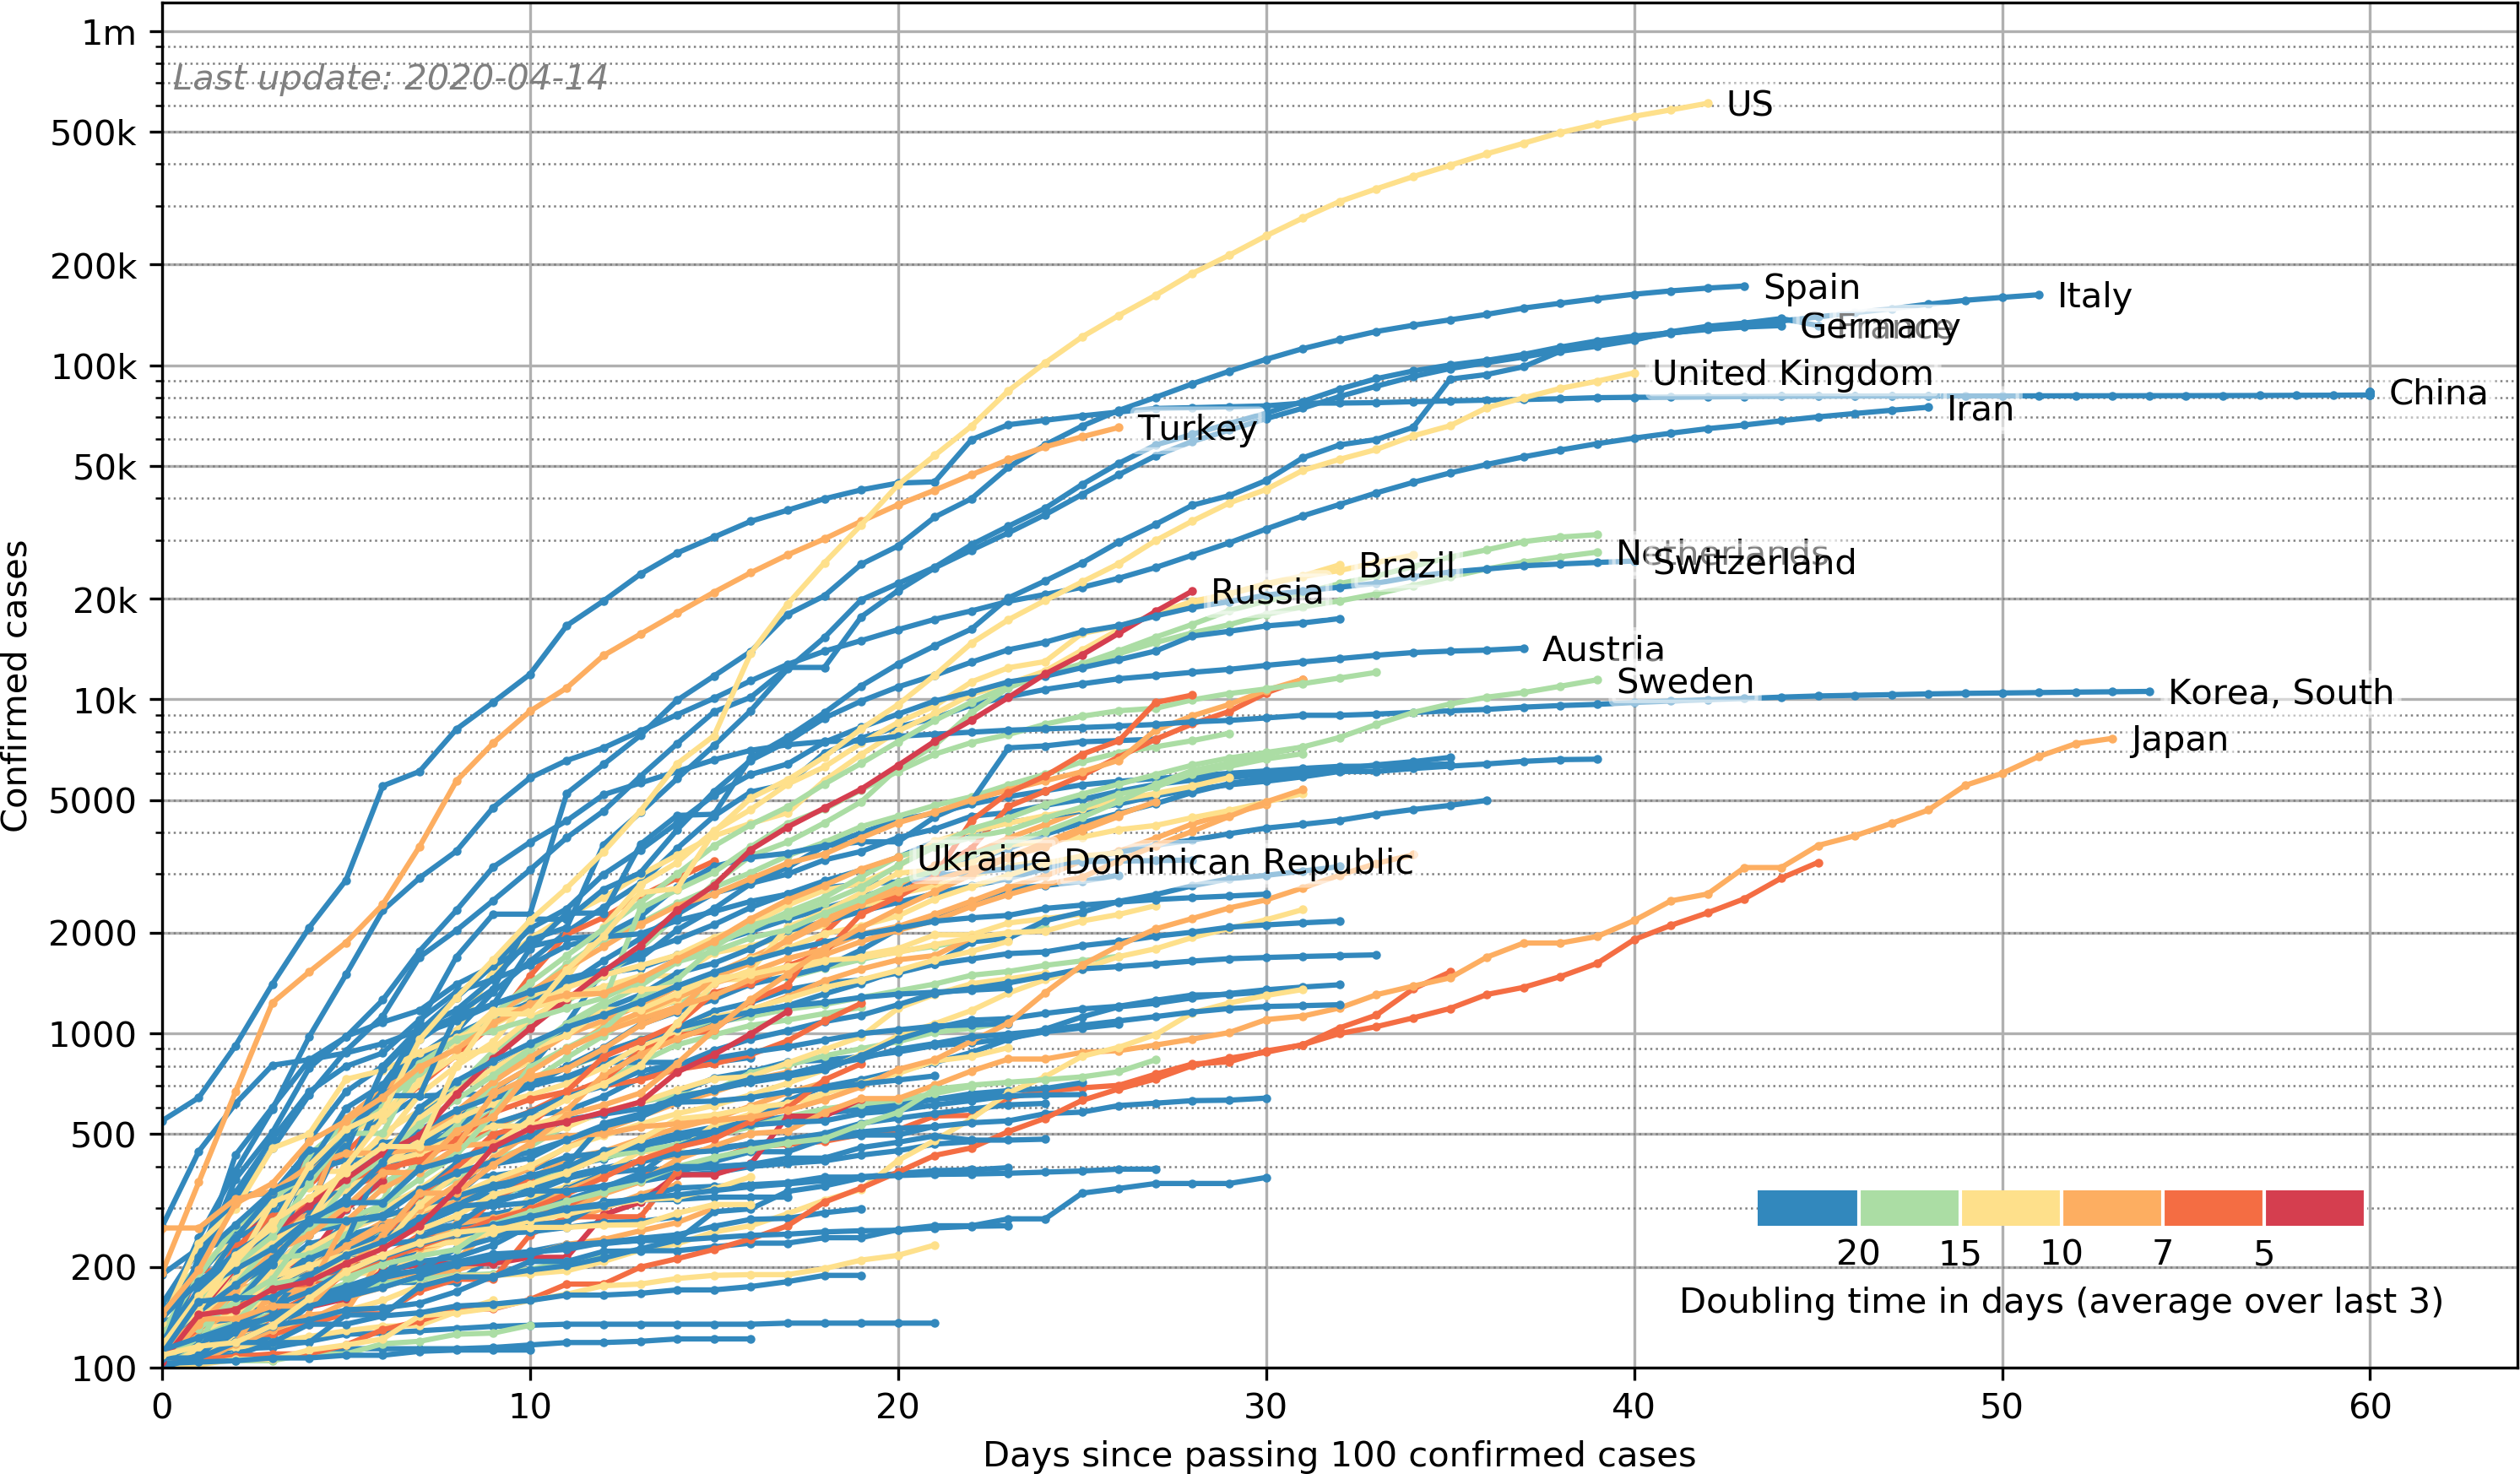 1m
Last update: 2020-04-14
US
500k
200k
Spain
Italy
France
Germany
100k
United Kingdom
China
Iran
Turkey
50k
Netherlands
Brazil
Switzerland
Russia
20k
Austria
Sweden
10k
Korea, South
Japan
5000
Ukraine
Dominican Republic
2000
1000
500
200
100
20 15 10 7 5
Doubling time in days (average over last 3)
0 10 20 30 40 50 60
Days since passing 100 confirmed cases
Confirmed cases